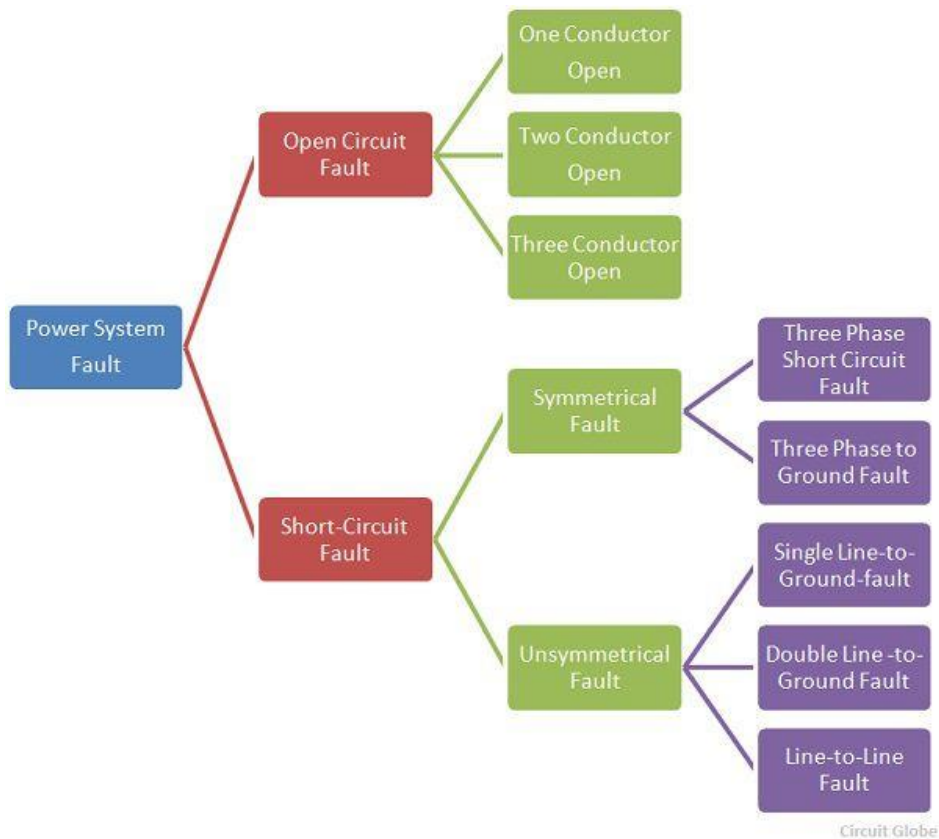 One Conductor
Open
Open Circuit
Fault
Two Conductor
Open
Three Conductor
Open
Power System
Fault
Three Phase
Short Circuit
Fault
Symmetrical
Fault
Three Phase to
Ground Fault
Short-Circuit
Fault
Single Line-to-
Ground-fault
Unsymmetrical
Fault
Double Line -to-
Ground Fault
Line-to-Line
Fault
Circuit Globe